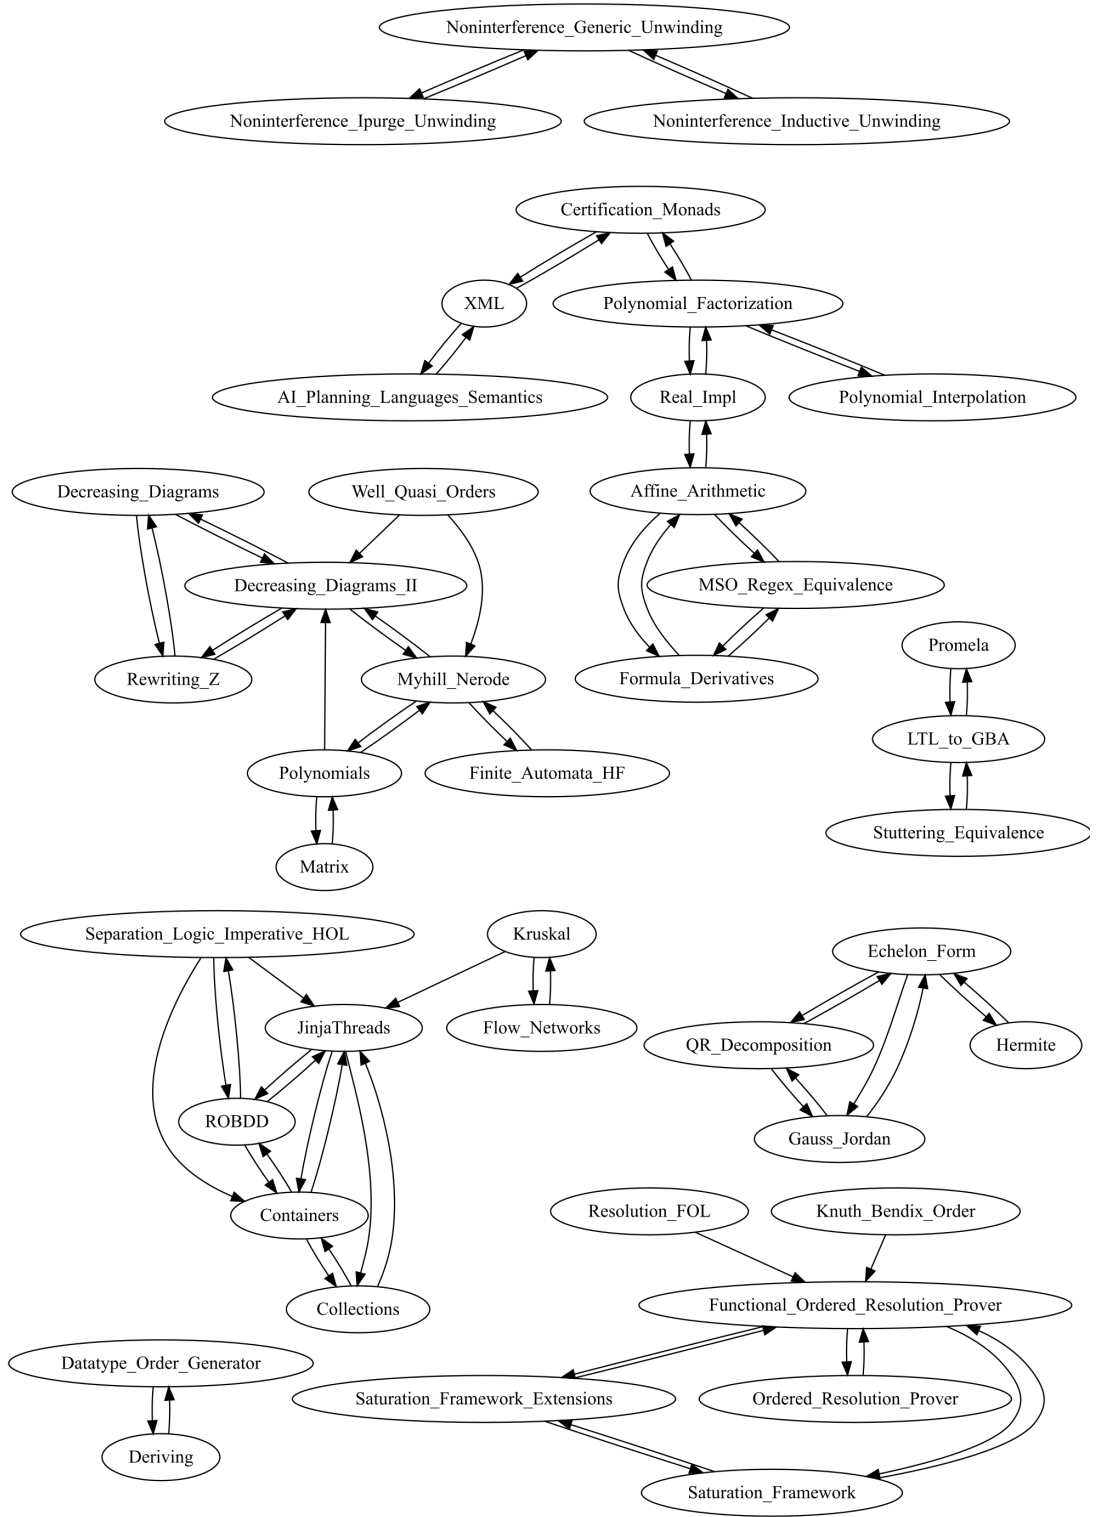 Noninterference_Generic_Unwinding
Noninterference_Ipurge_Unwinding
Noninterference_Inductive_Unwinding
Certification_Monads
XML
Polynomial_Factorization
AI_Planning_Languages_Semantics
Real_Impl
Polynomial_Interpolation
Decreasing_Diagrams
Well_Quasi_Orders
Affine_Arithmetic
Decreasing_Diagrams_II
MSO_Regex_Equivalence
Promela
Rewriting_Z
Myhill_Nerode
Formula_Derivatives
LTL_to_GBA
Polynomials
Finite_Automata_HF
Stuttering_Equivalence
Matrix
Separation_Logic_Imperative_HOL
Kruskal
Echelon_Form
JinjaThreads
Flow_Networks
QR_Decomposition
Hermite
ROBDD
Gauss_Jordan
Containers
Resolution_FOL
Knuth_Bendix_Order
Collections
Functional_Ordered_Resolution_Prover
Datatype_Order_Generator
Saturation_Framework_Extensions
Ordered_Resolution_Prover
Deriving
Saturation_Framework